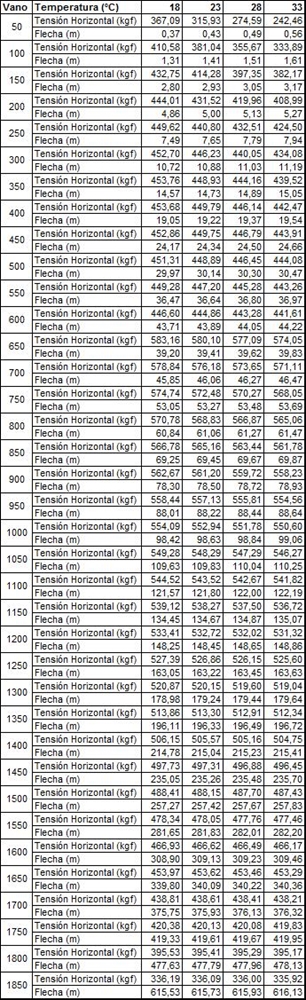 Vano Temperatura (°C) 18 23 28 33
50 Tensión Horizontal (kgf) 367,09 315,93 274,59 242,46
Flecha (m) 0,37 0,43 0,49 0,56
100 Tensión Horizontal (kgf) 410,58 381,04 355,67 333,89
Flecha (m) 1,31 1,41 1,51 1,61
150 Tensión Horizontal (kgf) 432,75 414,28 397,35 382,17
Flecha (m) 2,80 2,93 3,05 3,17
200 Tensión Horizontal (kgf) 444,01 431,52 419,96 408,99
Flecha (m) 4,86 5,00 5,13 5,27
250 Tensión Horizontal (kgf) 449,62 440,80 432,51 424,50
Flecha (m) 7,49 7,65 7,79 7,94
300 Tensión Horizontal (kgf) 452,70 446,23 440,05 434,08
Flecha (m) 10,72 10,88 11,03 11,19
350 Tensión Horizontal (kgf) 453,76 448,93 444,16 439,52
Flecha (m) 14,57 14,73 14,89 15,05
400 Tensión Horizontal (kgf) 453,68 449,79 446,14 442,47
Flecha (m) 19,05 19,22 19,37 19,54
450 Tensión Horizontal (kgf) 452,86 449,75 446,79 443,91
Flecha (m) 24,17 24,34 24,50 24,66
500 Tensión Horizontal (kgf) 451,31 448,89 446,45 444,08
Flecha (m) 29,97 30,14 30,30 30,47
550 Tensión Horizontal (kgf) 449,28 447,20 445,28 443,26
Flecha (m) 36,47 36,64 36,80 36,97
600 Tensión Horizontal (kgf) 446,60 444,86 443,28 441,61
Flecha (m) 43,71 43,89 44,05 44,22
650 Tensión Horizontal (kgf) 583,16 580,10 577,09 574,05
Flecha (m) 39,20 39,41 39,62 39,83
700 Tensión Horizontal (kgf) 578,84 576,18 573,65 571,11
Flecha (m) 45,85 46,06 46,27 46,47
750 Tensión Horizontal (kgf) 574,74 572,48 570,27 568,05
Flecha (m) 53,05 53,27 53,48 53,69
800 Tensión Horizontal (kgf) 570,78 568,83 566,87 565,06
Flecha (m) 60,84 61,06 61,27 61,47
850 Tensión Horizontal (kgf) 566,78 565,16 563,44 561,78
Flecha (m) 69,25 69,45 69,67 69,87
900 Tensión Horizontal (kgf) 562,67 561,20 559,72 558,23
Flecha (m) 78,30 78,50 78,72 78,93
950 Tensión Horizontal (kgf) 558,44 557,13 555,81 554,56
Flecha (m) 88,01 88,22 88,44 88,64
1000 Tensión Horizontal (kgf) 554,09 552,94 551,78 550,60
Flecha (m) 98,42 98,63 98,84 99,06
1050 Tensión Horizontal (kgf) 549,28 548,29 547,29 546,27
Flecha (m) 109,63 109,83 110,04 110,25
1100 Tensión Horizontal (kgf) 544,52 543,52 542,67 541,82
Flecha (m) 121,57 121,80 122,00 122,19
1150 Tensión Horizontal (kgf) 539,12 538,27 537,50 536,72
Flecha (m) 134,45 134,67 134,87 135,07
1200 Tensión Horizontal (kgf) 533,41 532,72 532,02 531,32
Flecha (m) 148,25 148,45 148,65 148,86
1250 Tensión Horizontal (kgf) 527,39 526,86 526,15 525,60
Flecha (m) 163,05 163,22 163,45 163,63
1300 Tensión Horizontal (kgf) 520,87 520,15 519,60 519,04
Flecha (m) 178,98 179,24 179,44 179,64
1350 Tensión Horizontal (kgf) 513,86 513,30 512,91 512,34
Flecha (m) 196,11 196,33 196,49 196,72
1400 Tensión Horizontal (kgf) 506,15 505,57 505,16 504,75
Flecha (m) 214,78 215,04 215,23 215,41
1450 Tensión Horizontal (kgf) 497,73 497,31 496,88 496,45
Flecha (m) 235,05 235,26 235,48 235,70
1500 Tensión Horizontal (kgf) 488,41 488,15 487,70 487,43
Flecha (m) 257,27 257,42 257,67 257,83
1550 Tensión Horizontal (kgf) 478,34 478,05 477,76 477,46
Flecha (m) 281,65 281,83 282,01 282,20
1600 Tensión Horizontal (kgf) 466,93 466,62 466,49 466,17
Flecha (m) 308,90 309,13 309,23 309,46
1650 Tensión Horizontal (kgf) 453,97 453,62 453,46 453,29
Flecha (m) 339,80 340,09 340,22 340,36
1700 Tensión Horizontal (kgf) 438,81 438,61 438,41 438,21
Flecha (m) 375,75 375,93 376,13 376,32
1750 Tensión Horizontal (kgf) 420,38 420,13 420,08 419,83
Flecha (m) 419,33 419,61 419,67 419,95
1800 Tensión Horizontal (kgf) 395,53 395,41 395,29 395,17
Flecha (m) 477,63 477,79 477,96 478,13
1850 Tensión Horizontal (kgf) 336,19 336,09 336,00 335,92
Flecha (m) 615,53 615,73 615,93 616,13